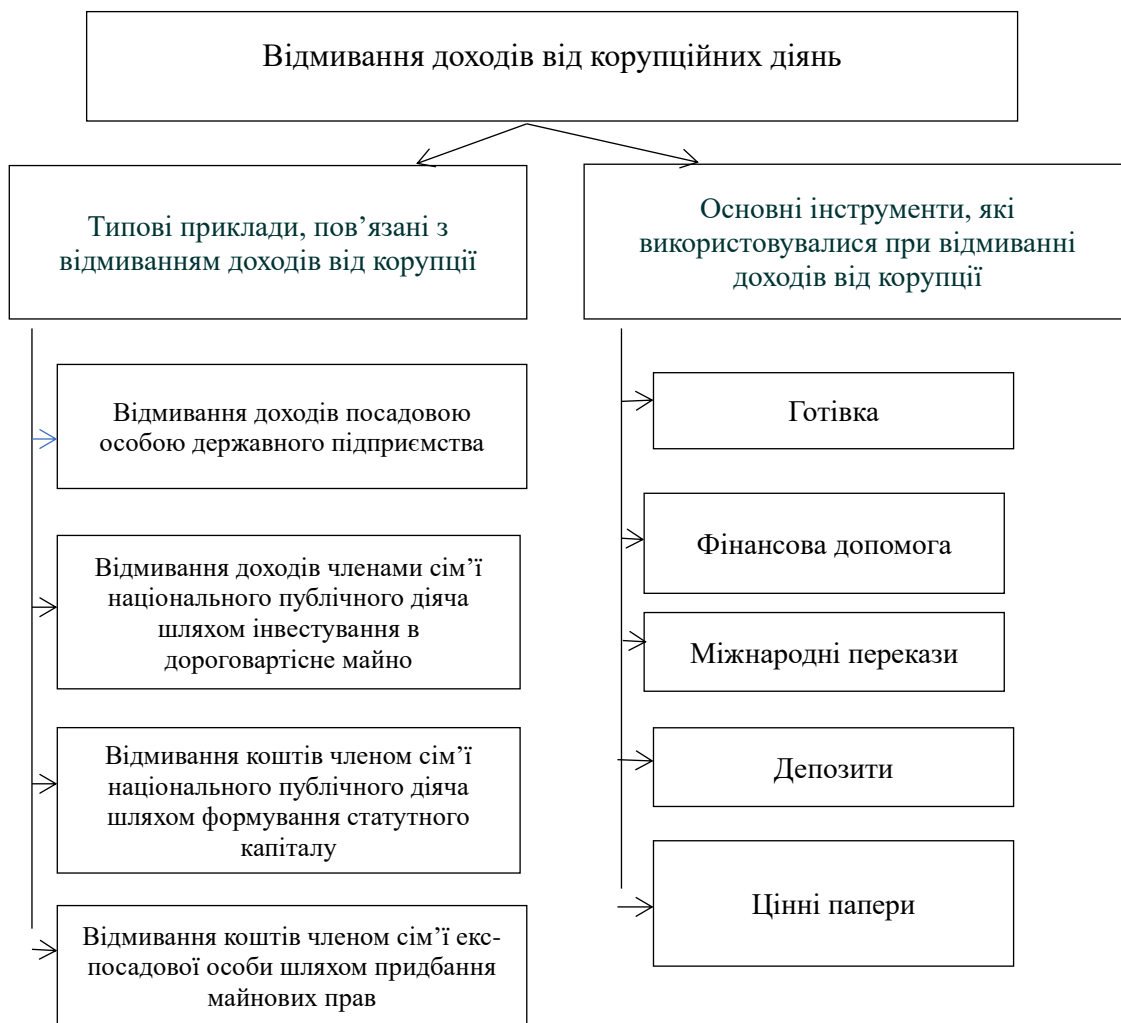 Відмивання доходів від корупційних діянь
Типові приклади, пов’язані з
відмиванням доходів від корупції
Відмивання доходів посадовою
особою державного підприємства
Відмивання доходів членами сім’ї
національного публічного діяча
шляхом інвестування в
дороговартісне майно
Відмивання коштів членом сім’ї
національного публічного діяча
шляхом формування статутного
капіталу
Відмивання коштів членом сім’ї екс-
посадової особи шляхом придбання
майнових прав
Основні інструменти, які
використовувалися при відмиванні
доходів від корупції
Готівка
Фінансова допомога
Міжнародні перекази
Депозити
Цінні папери